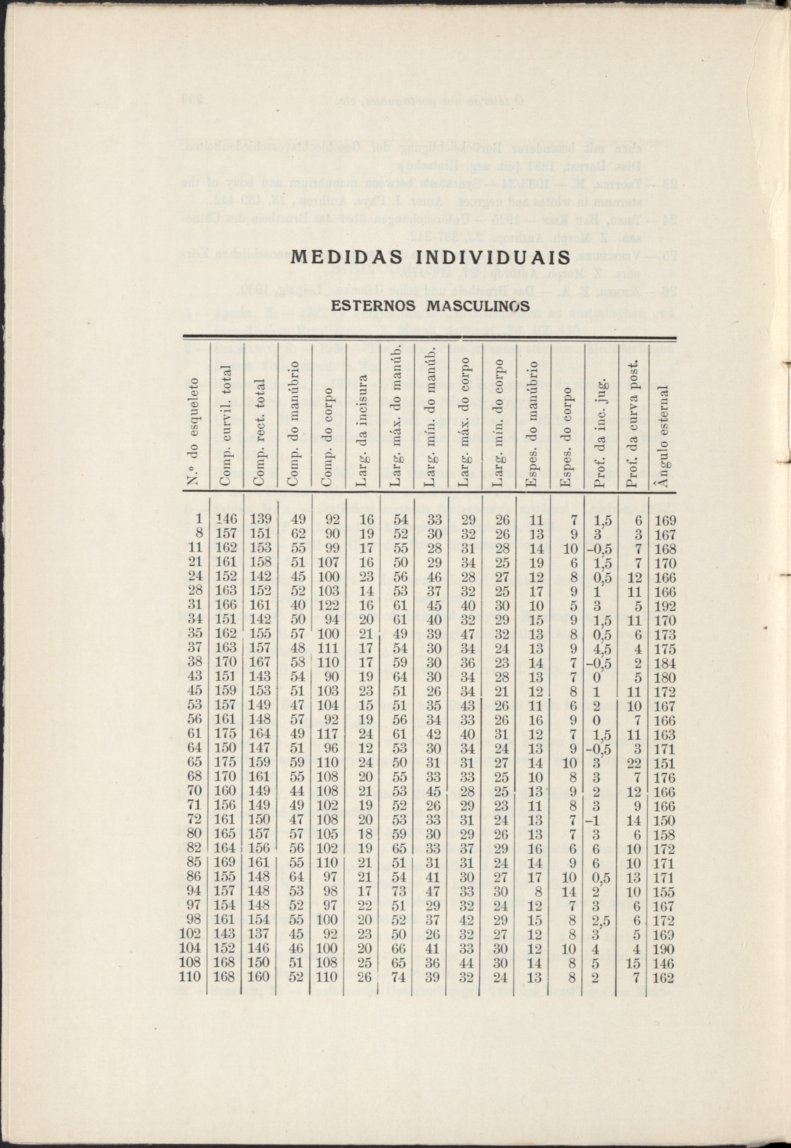 MEDIDAS INDIVIDUAIS
ESTERNOS MASCULINOS
N.º do esqueleto Comp. curvil. total Comp. rect. total Comp. do manúbrio Comp. do corpo Larg. da incisura Larg. máx. do manúb. Larg. mín. do manúb. Larg. máx. do corpo Larg. mín. do corpo Espes. do manúbrio Espes. do corpo Prof. da inc. jug. Prof. da curva post. Ângulo esternal
1 146 139 49 92 16 54 33 29 26 11 7 1,5 6 169
8 157 151 62 90 19 52 30 32 26 13 9 3 3 167
11 162 153 55 99 17 55 28 31 28 14 10 -0,5 7 168
21 161 158 51 107 16 50 29 34 25 19 6 1,5 7 170
24 152 142 45 100 23 56 46 28 27 12 8 0,5 12 166
28 163 152 52 103 14 53 37 32 25 17 9 1 11 166
31 166 161 40 122 16 61 45 40 30 10 5 3 5 192
34 151 142 50 94 20 61 40 32 29 15 9 1,5 11 170
35 162 155 57 100 21 49 39 47 32 13 8 0,5 6 173
37 163 157 48 111 17 54 30 34 24 13 9 4,5 4 175
38 170 167 58 110 17 59 30 36 23 14 7 -0,5 2 184
43 151 143 54 90 19 64 30 34 28 13 7 0 5 180
45 159 153 51 103 23 51 26 34 21 12 8 1 11 172
53 157 149 47 104 15 51 35 43 26 11 6 2 10 167
56 161 148 57 92 19 56 34 33 26 16 9 0 7 166
61 175 164 49 117 24 61 42 40 31 12 7 1,5 11 163
64 150 147 51 96 12 53 30 34 24 13 9 -0,5 3 171
65 175 159 59 110 24 50 31 31 27 14 10 3 22 151
68 170 161 55 108 20 55 33 33 25 10 8 3 7 176
70 160 149 44 108 21 53 45 28 25 13 9 2 12 166
71 156 149 49 102 19 52 26 29 23 11 8 3 9 166
72 161 150 47 108 20 53 33 31 24 13 7 -1 14 150
80 165 157 57 105 18 59 30 29 26 13 7 3 6 158
82 164 156 56 102 19 65 33 37 29 16 6 6 10 172
85 169 161 55 110 21 51 31 31 24 14 9 6 10 171
86 155 148 64 97 21 54 41 30 27 17 10 0,5 13 171
94 157 148 53 98 17 73 47 33 30 8 14 2 10 155
97 154 148 52 97 22 51 29 32 24 12 7 3 6 167
98 161 154 55 100 20 52 37 42 29 15 8 2,5 6 172
102 143 137 45 92 23 50 26 32 27 12 8 3 5 169
104 152 146 46 100 20 66 41 33 30 12 10 4 4 190
108 168 150 51 108 25 65 36 44 30 14 8 5 15 146
110 168 160 52 110 26 74 39 32 24 13 8 2 7 162